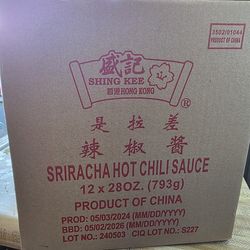 3502/01044
PRODUCT OF CHINA
盛記
SHING KEE
香港 HONG KONG
®
是拉差
辣椒醬
SRIRACHA HOT CHILI SAUCE
12 x 28OZ. (793g)
PRODUCT OF CHINA
PROD: 05/03/2024 (MM/DD/YYYY)
BBD: 05/02/2026 (MM/DD/YYYY)
LOT NO.: 240503 CIQ LOT NO.: S227